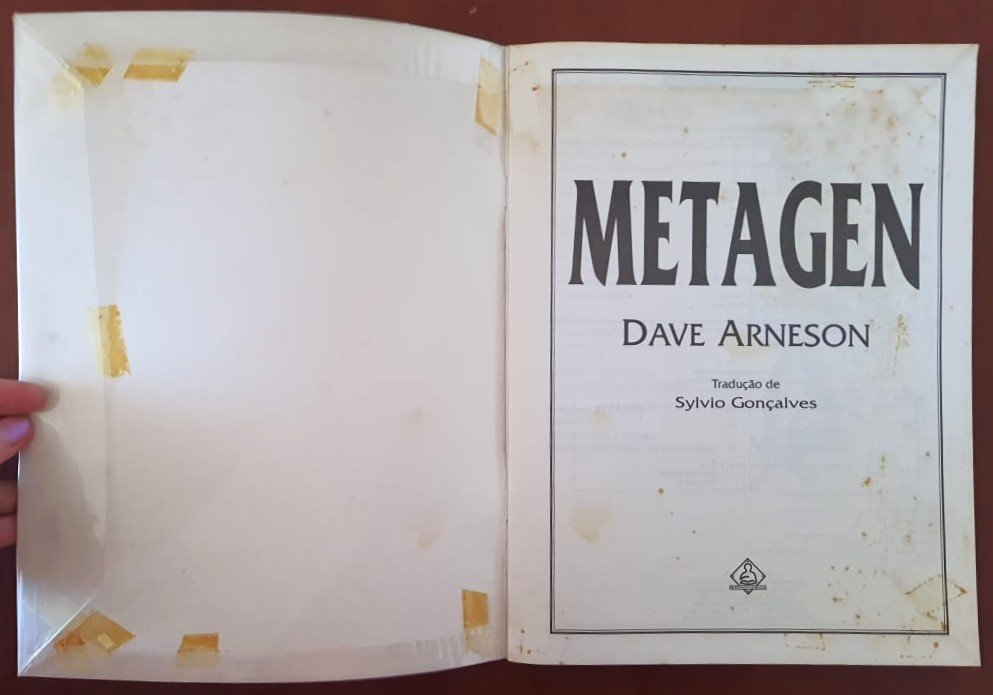 METAGEN
DAVE ARNESON
Tradução de
Sylvio Gonçalves